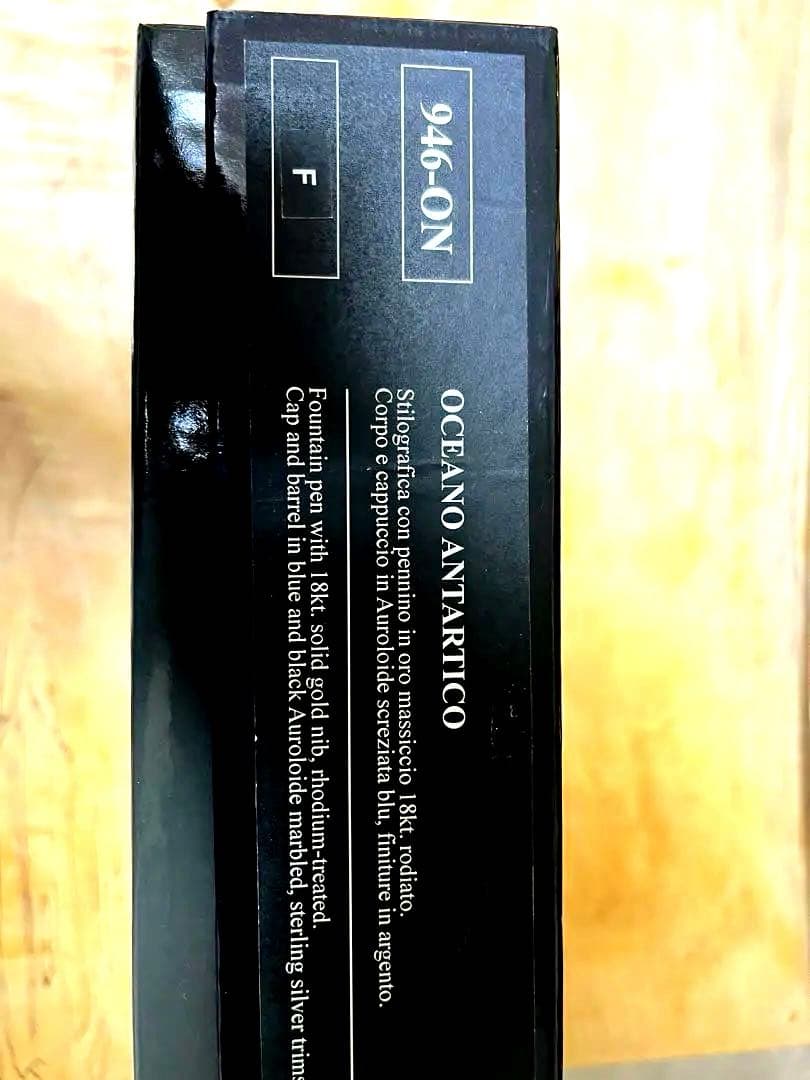 946-ON
F
OCEANO ANTARTICO
Stilografica con pennino in oro massiccio 18kt. rodiato.
Corpo e cappuccio in Auroloide screziata blu, finiture in argento.
Fountain pen with 18kt. solid gold nib, rhodium-treated.
Cap and barrel in blue and black Auroloide marbled, sterling silver trims